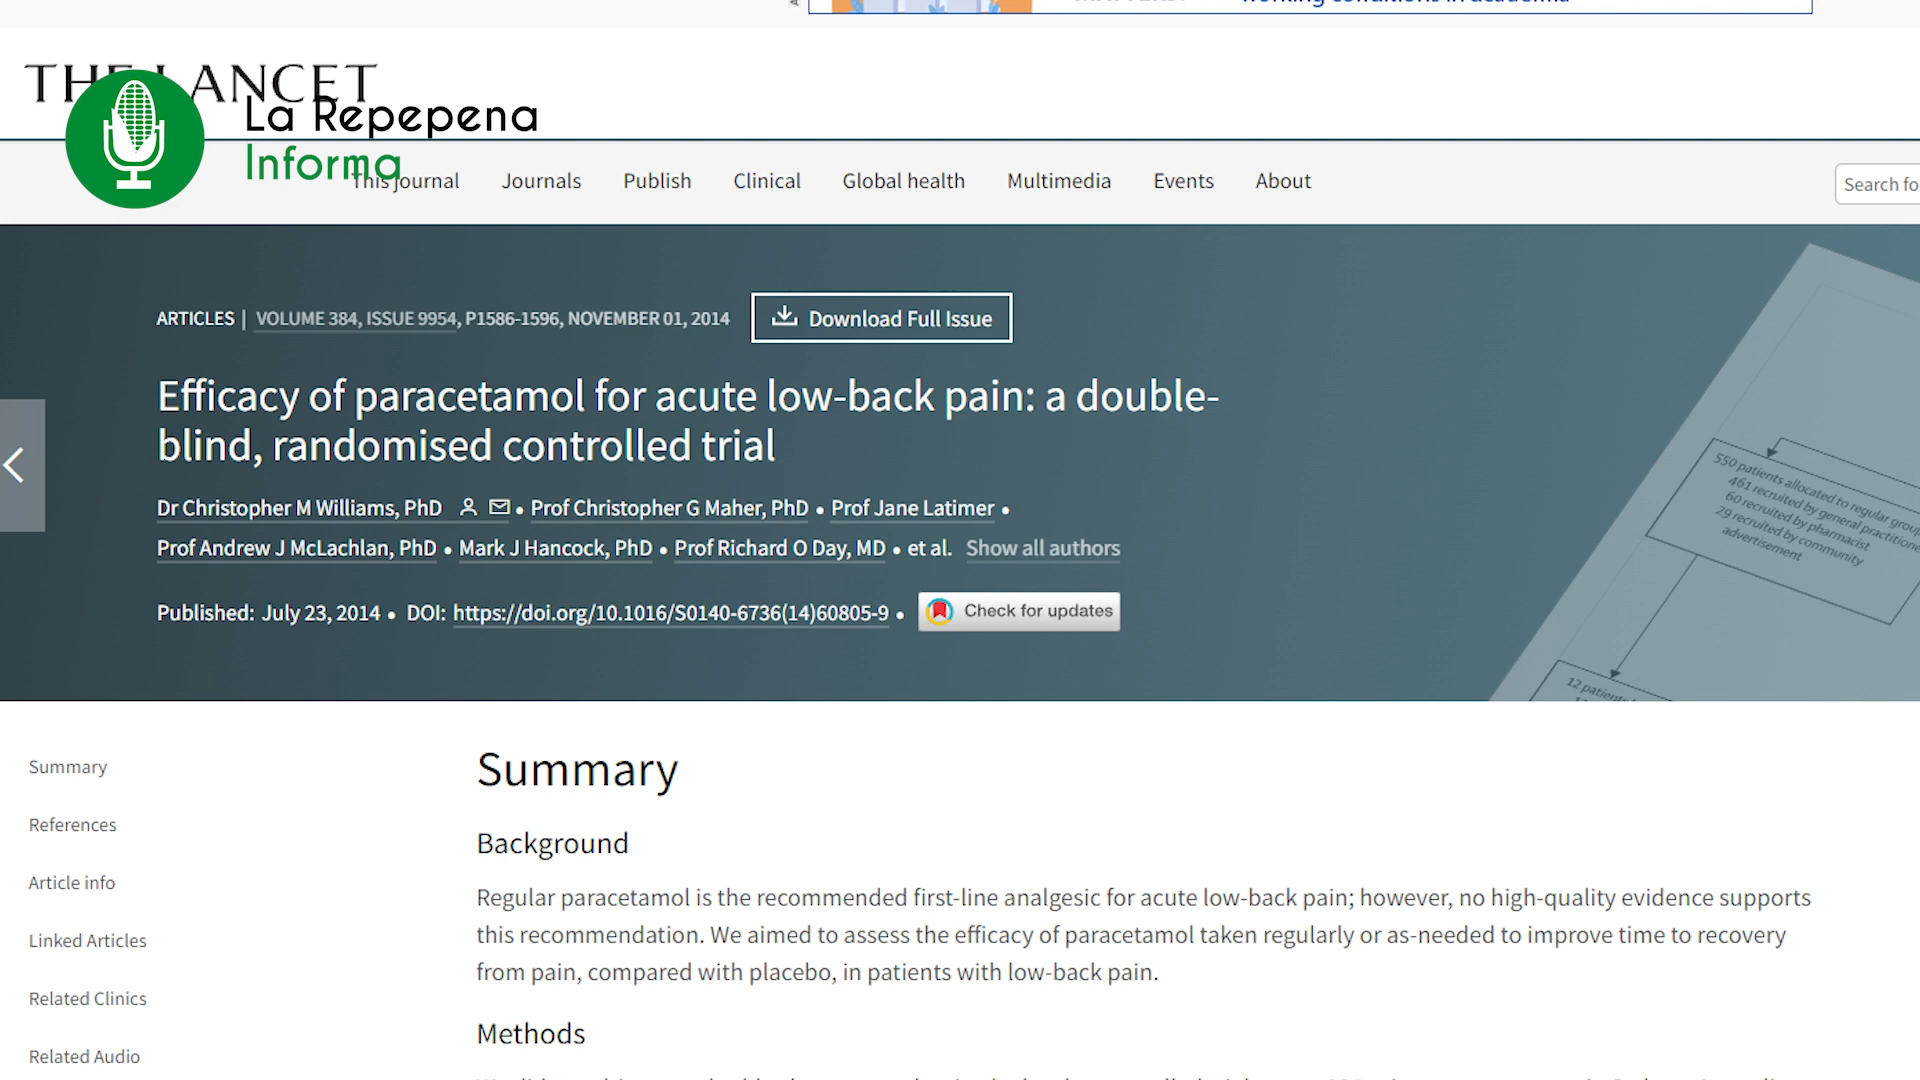 working conditions in academia
THE LANCET
La Repepena
Informa
This journal
Journals
Publish
Clinical
Global health
Multimedia
Events
About
Search fo
ARTICLES | VOLUME 384, ISSUE 9954, P1586-1596, NOVEMBER 01, 2014
Download Full Issue
Efficacy of paracetamol for acute low-back pain: a double-
blind, randomised controlled trial
Dr Christopher M Williams, PhD • Prof Christopher G Maher, PhD • Prof Jane Latimer •
Prof Andrew J McLachlan, PhD • Mark J Hancock, PhD • Prof Richard O Day, MD • et al. Show all authors
Published: July 23, 2014 • DOI: https://doi.org/10.1016/S0140-6736(14)60805-9 •
Check for updates
550 patients allocated to regular group
461 recruited by general practitione
60 recruited by pharmacist
29 recruited by community
advertisement
12 patients
Summary
References
Article info
Linked Articles
Related Clinics
Related Audio
Summary
Background
Regular paracetamol is the recommended first-line analgesic for acute low-back pain; however, no high-quality evidence supports
this recommendation. We aimed to assess the efficacy of paracetamol taken regularly or as-needed to improve time to recovery
from pain, compared with placebo, in patients with low-back pain.
Methods